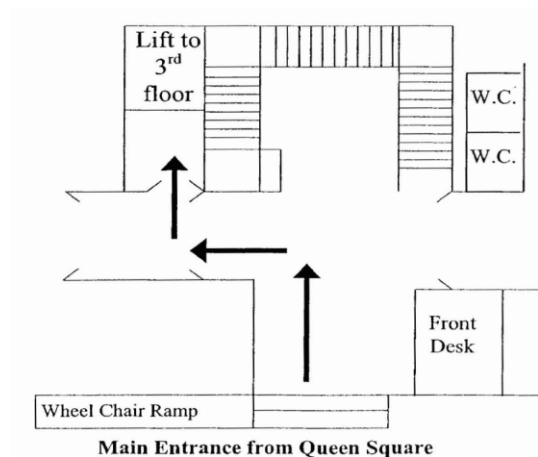 Lift to
3rd
floor
W.C.
W.C.
Front
Desk
Wheel Chair Ramp
Main Entrance from Queen Square